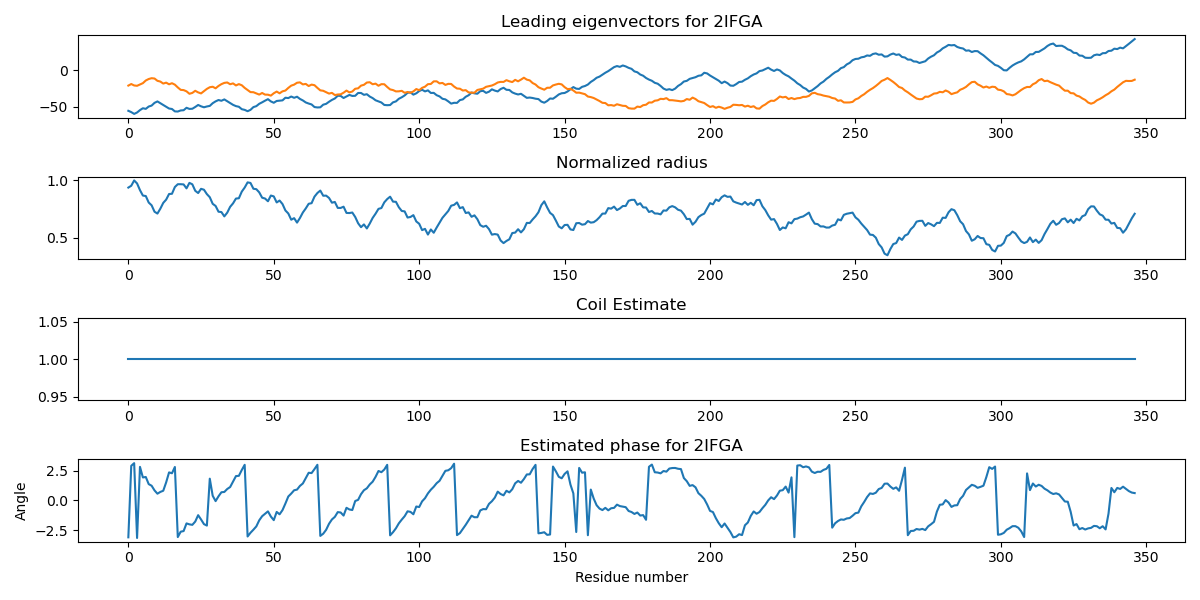 Leading eigenvectors for 2IFGA
0
−50
0 50 100 150 200 250 300 350
Normalized radius
1.0
0.5
0 50 100 150 200 250 300 350
Coil Estimate
1.05
1.00
0.95
0 50 100 150 200 250 300 350
Estimated phase for 2IFGA
2.5
0.0
−2.5
Angle
0 50 100 150 200 250 300 350
Residue number